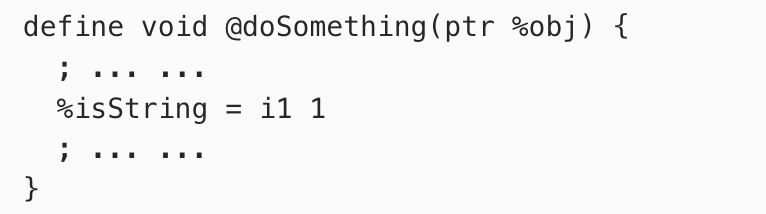 define void @doSomething(ptr %obj) {
  ; ... ...
  %isString = i1 1
  ; ... ...
}